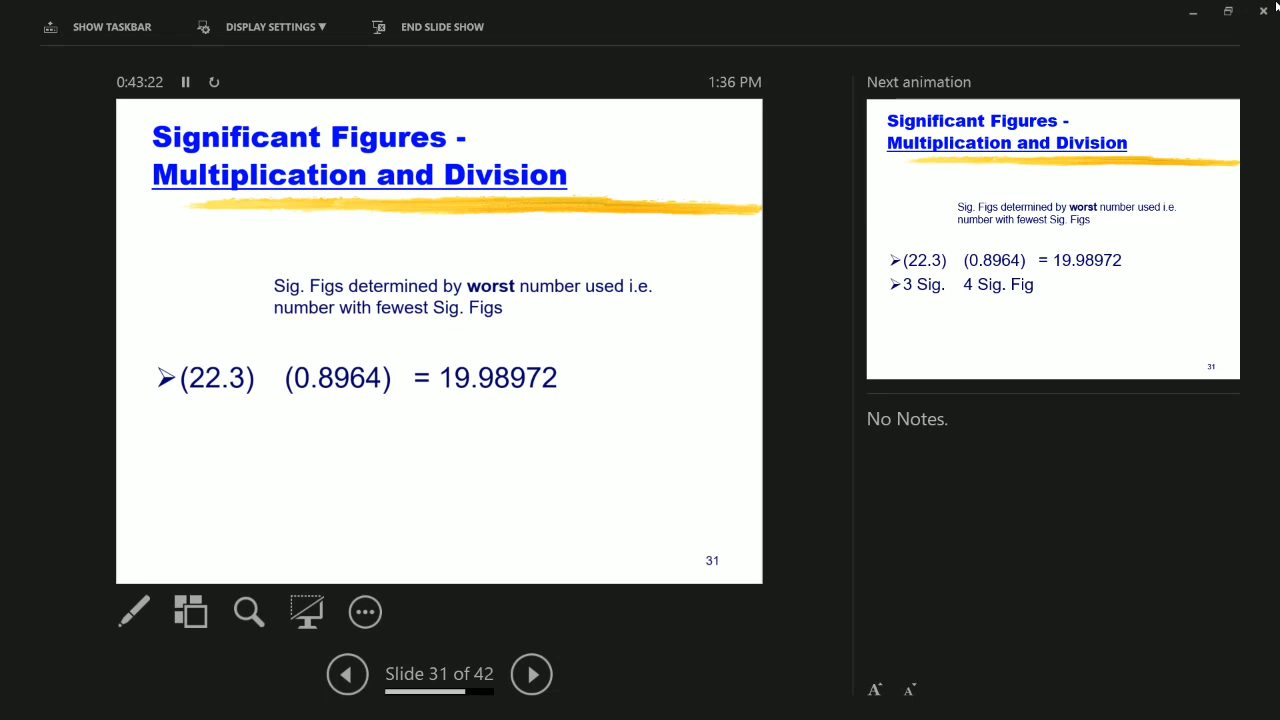 SHOW TASKBAR
DISPLAY SETTINGS ▼
END SLIDE SHOW
0:43:22
1:36 PM
Significant Figures -
Multiplication and Division
Sig. Figs determined by worst number used i.e.
number with fewest Sig. Figs
➢(22.3) (0.8964) = 19.98972
31
Slide 31 of 42
Next animation
Significant Figures -
Multiplication and Division
Sig. Figs determined by worst number used i.e.
number with fewest Sig. Figs
➢(22.3) (0.8964) = 19.98972
➢3 Sig. 4 Sig. Fig
31
No Notes.
A A